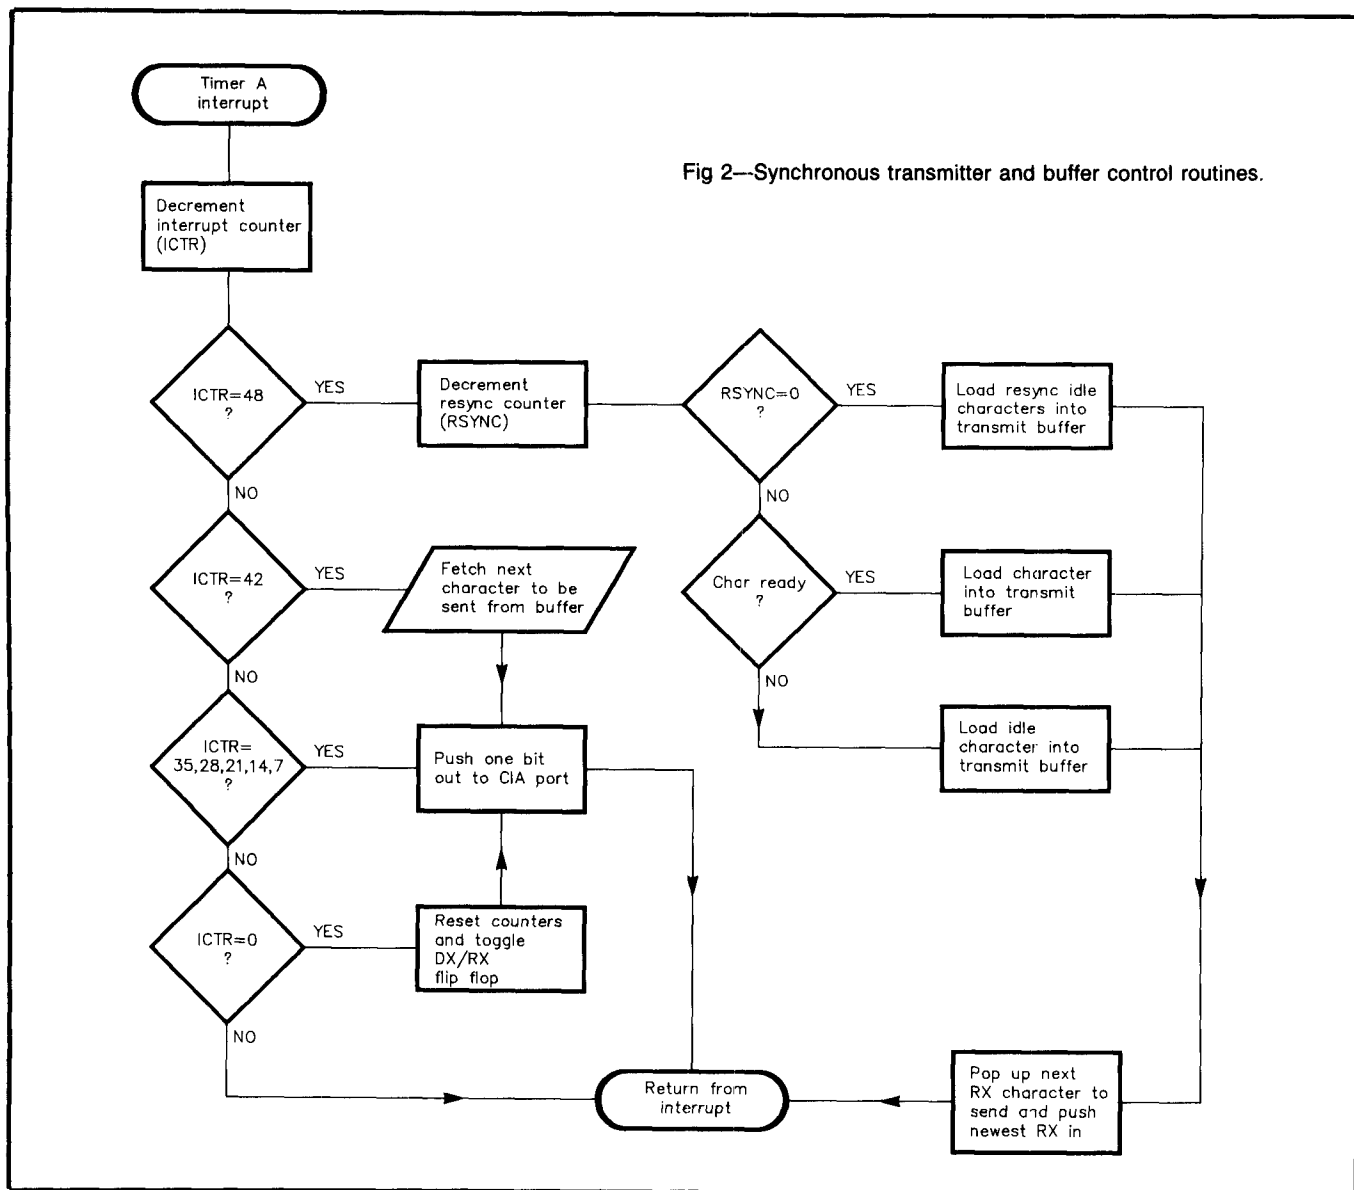 Timer A
interrupt
Fig 2—Synchronous transmitter and buffer control routines.
Decrement
interrupt counter
(ICTR)
ICTR=48
?
YES
Decrement
resync counter
(RSYNC)
RSYNC=0
?
YES
Load resync idle
characters into
transmit buffer
NO
NO
ICTR=42
?
YES
Fetch next
character to be
sent from buffer
Char ready
?
YES
Load character
into transmit
buffer
NO
NO
ICTR=
35,28,21,14,7
?
YES
Push one bit
out to CIA port
Load idle
character into
transmit buffer
NO
ICTR=0
?
YES
Reset counters
and toggle
DX/RX
flip flop
NO
Return from
interrupt
Pop up next
RX character to
send and push
newest RX in